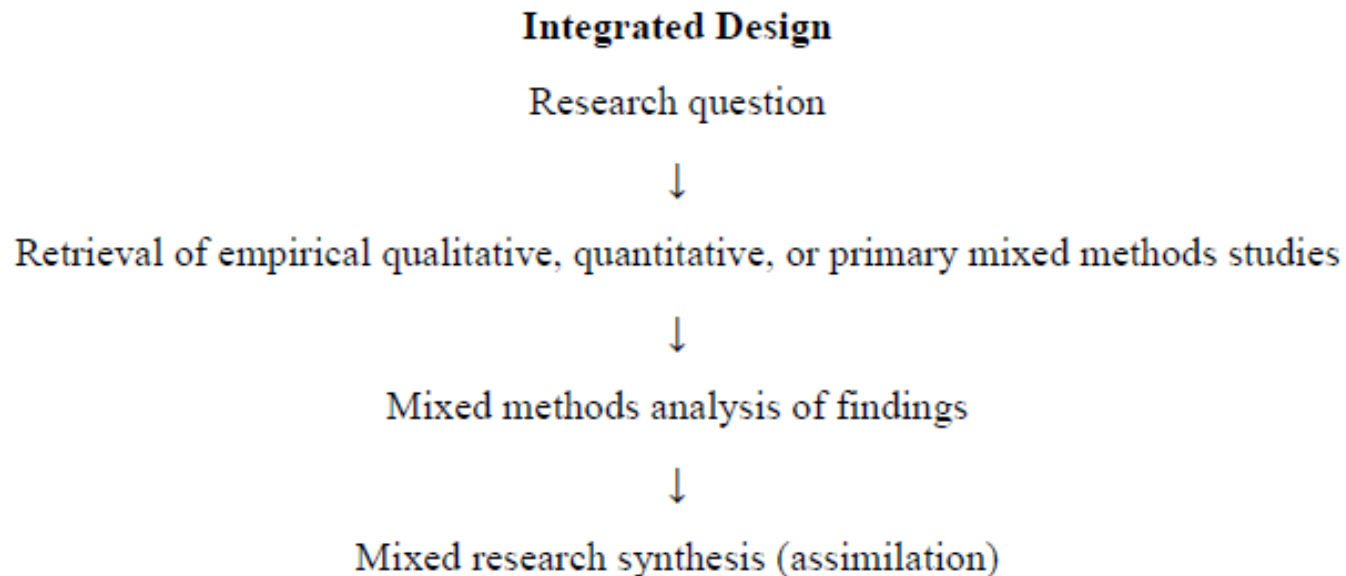 Integrated Design
Research question
↓
Retrieval of empirical qualitative, quantitative, or primary mixed methods studies
↓
Mixed methods analysis of findings
↓
Mixed research synthesis (assimilation)